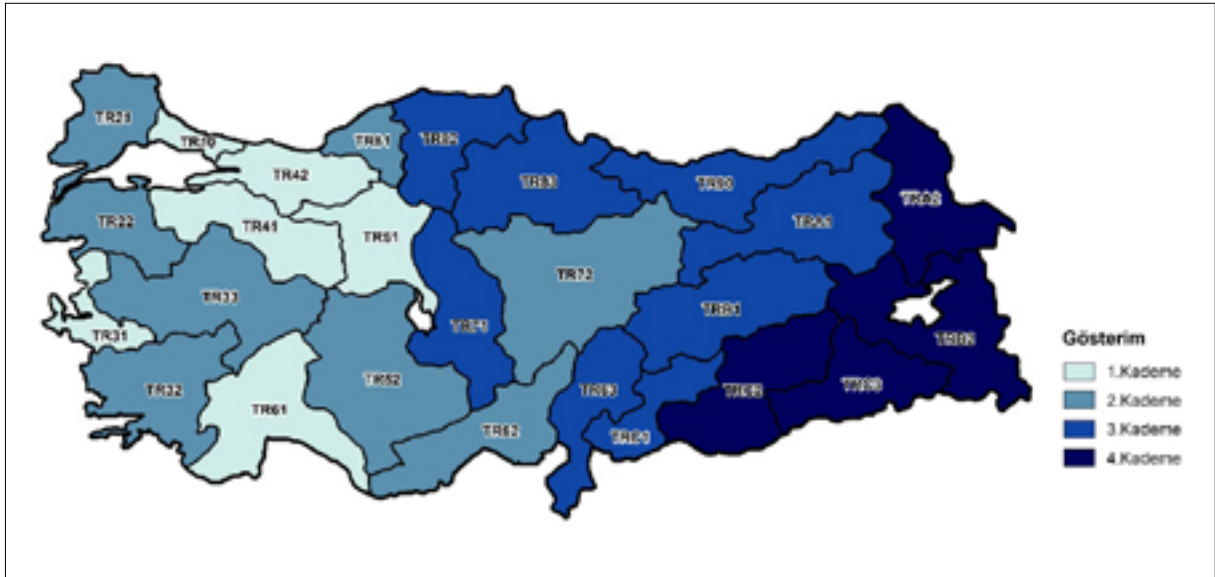 TR21
TR10
TR81
TR82
TR42
TR83
TR90
TRA2
TR22
TR41
TR51
TRA1
TR72
TR33
TRB1
TR31
TR71
TRB2
Gösterim
1.Kademe
2.Kademe
3.Kademe
4.Kademe
TR32
TR52
TR63
TRC2
TRC3
TR61
TR62
TRC1